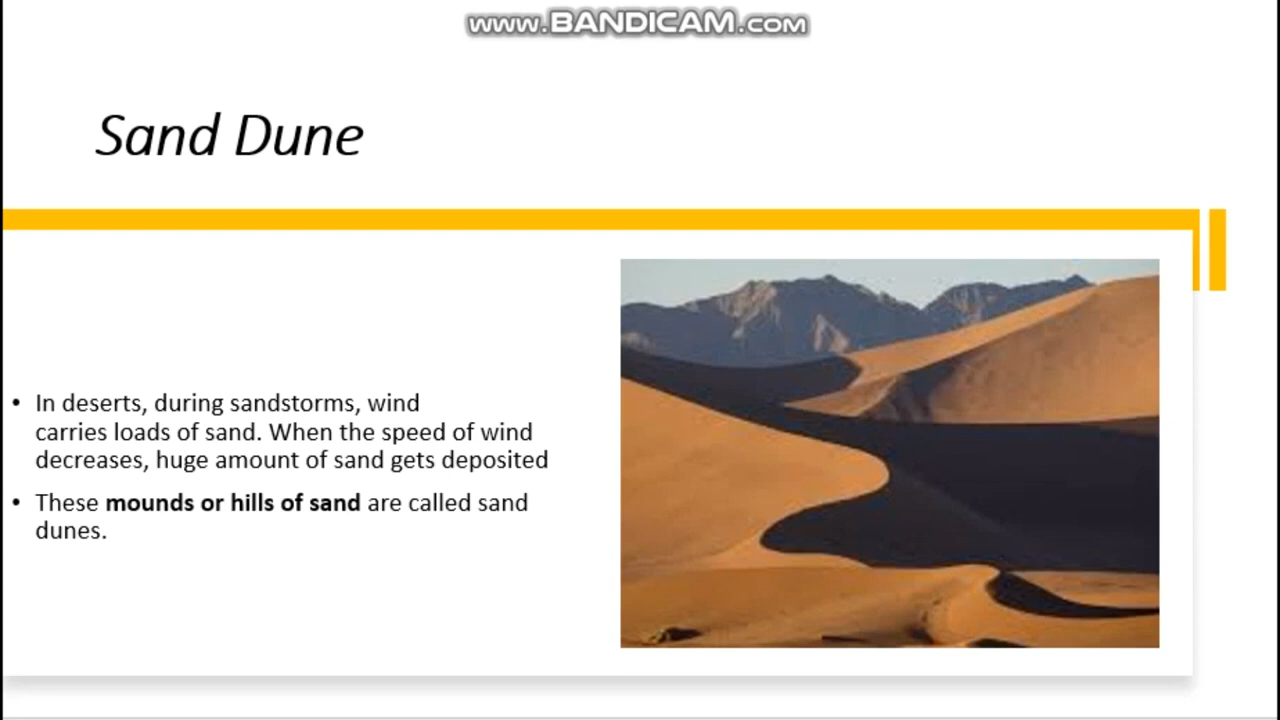 www.BANDICAM.com
Sand Dune
• In deserts, during sandstorms, wind
carries loads of sand. When the speed of wind
decreases, huge amount of sand gets deposited
• These mounds or hills of sand are called sand
dunes.